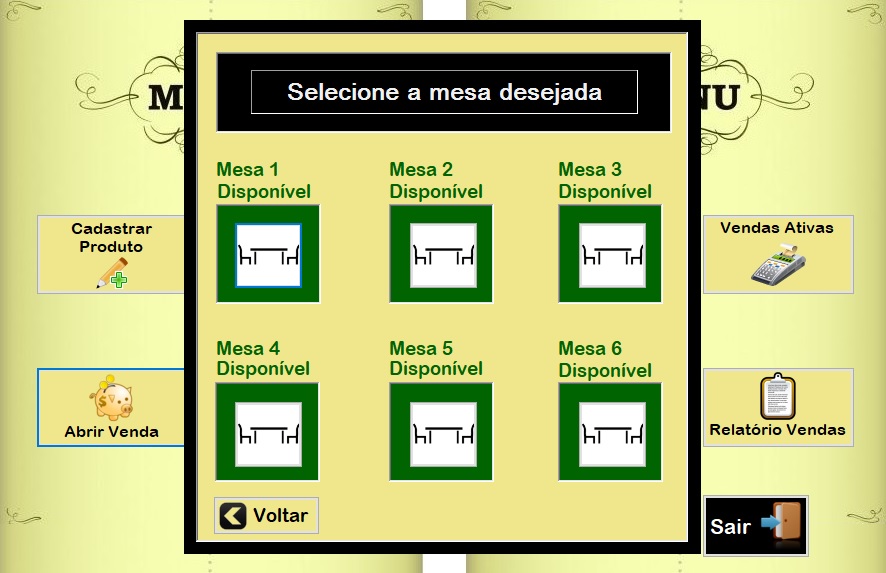 M
NU
Selecione a mesa desejada
Mesa 1
Disponível
Mesa 2
Disponível
Mesa 3
Disponível
Cadastrar
Produto
Vendas Ativas
Mesa 4
Disponível
Mesa 5
Disponível
Mesa 6
Disponível
Abrir Venda
Relatório Vendas
Voltar
Sair